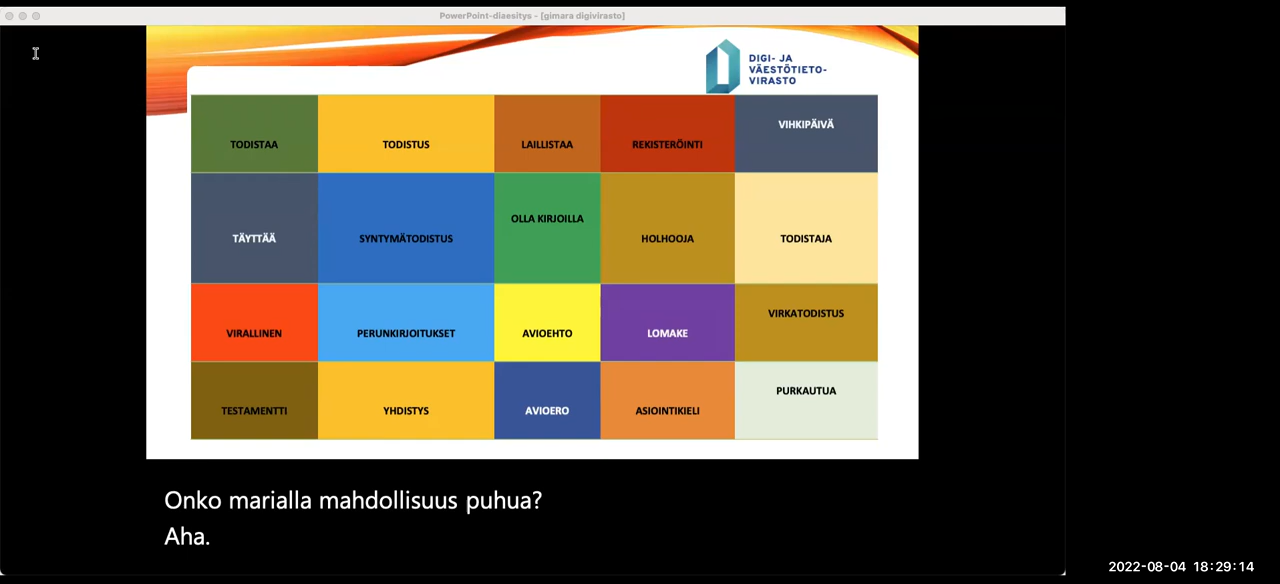 PowerPoint-diaesitys - [gimara digivirasto]
DIGI- JA
VÄESTÖTIETO-
VIRASTO
TODISTAA
TODISTUS
LAILLISTAA
REKISTERÖINTI
VIHKIPÄIVÄ
TÄYTTÄÄ
SYNTYMÄTODISTUS
OLLA KIRJOILLA
HOLHOOJA
TODISTAJA
VIRALLINEN
PERUNKIRJOITUKSET
AVIOEHTO
LOMAKE
VIRKATODISTUS
TESTAMENTTI
YHDISTYS
AVIOERO
ASIOINTIKIELI
PURKAUTUA
Onko marialla mahdollisuus puhua?
Aha.
2022-08-04 18:29:14